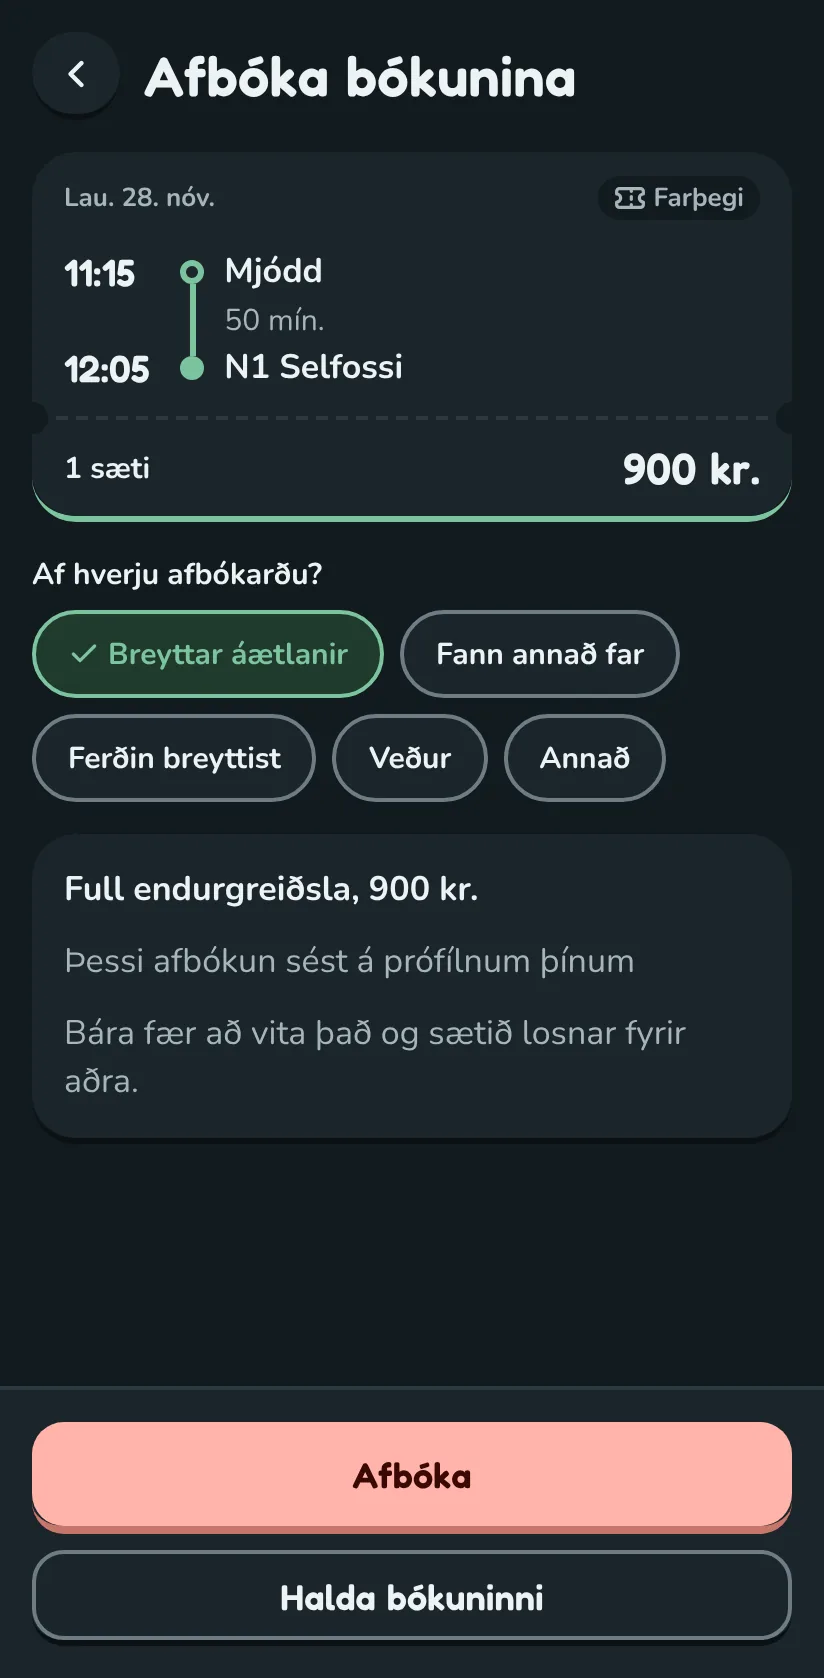 Afbóka bókunina
Lau. 28. nóv.
Farþegi
11:15 Mjódd
50 mín.
12:05 N1 Selfossi
1 sæti 900 kr.
Af hverju afbókarðu?
Breyttar áætlanir
Fann annað far
Ferðin breyttist
Veður
Annað
Full endurgreiðsla, 900 kr.
Þessi afbókun sést á prófílnum þínum
Bára fær að vita það og sætið losnar fyrir
aðra.
Afbóka
Halda bókuninni